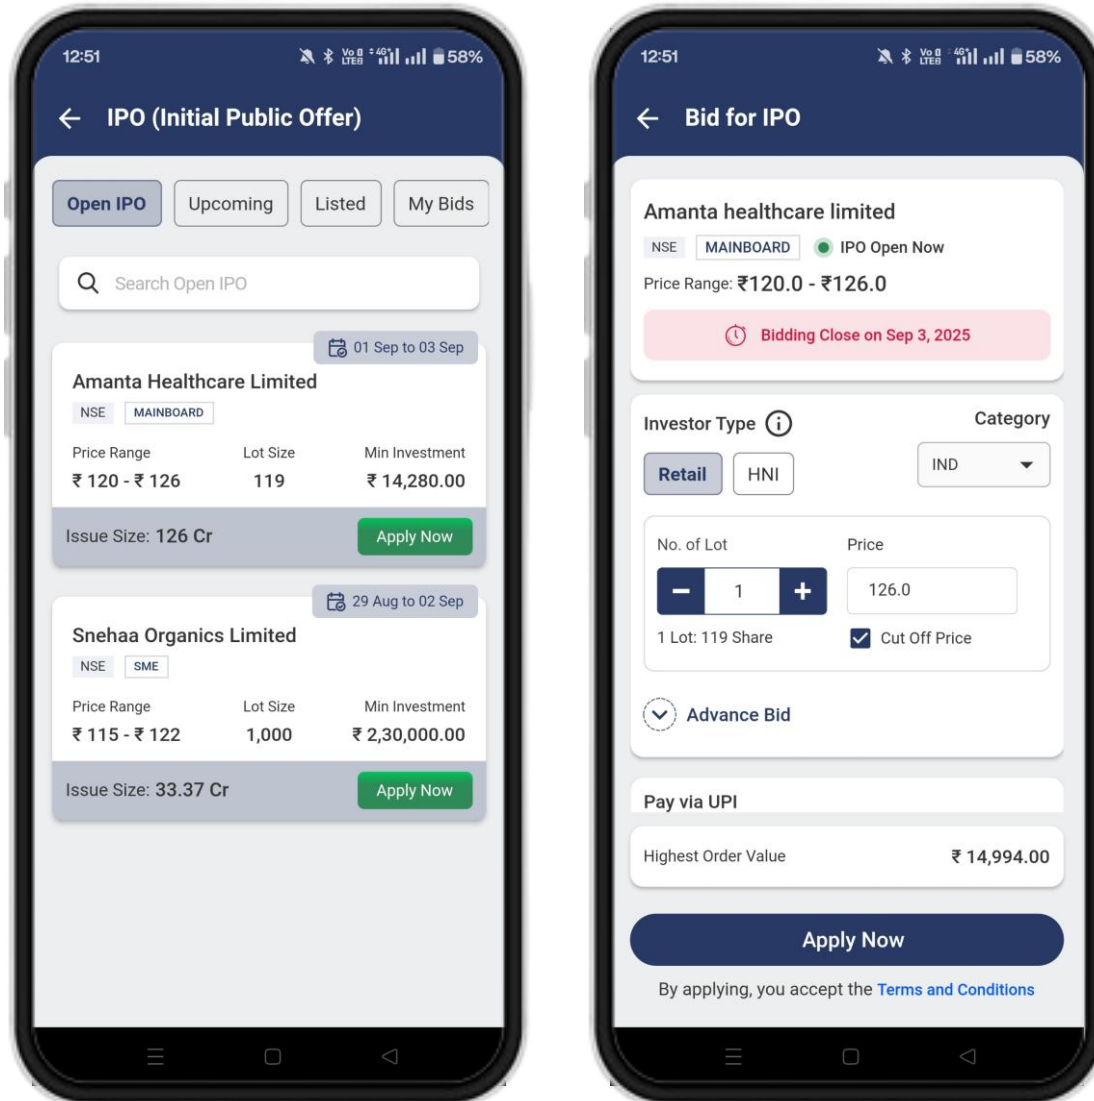 12:51
Vo 4G+ LTE 58%
IPO (Initial Public Offer)
Open IPO Upcoming Listed My Bids
Search Open IPO
01 Sep to 03 Sep
Amanta Healthcare Limited
NSE MAINBOARD
Price Range Lot Size Min Investment
₹ 120 - ₹ 126 119 ₹ 14,280.00
Issue Size: 126 Cr Apply Now
29 Aug to 02 Sep
Snehaa Organics Limited
NSE SME
Price Range Lot Size Min Investment
₹ 115 - ₹ 122 1,000 ₹ 2,30,000.00
Issue Size: 33.37 Cr Apply Now
12:51
Vo 4G+ LTE 58%
Bid for IPO
Amanta healthcare limited
NSE MAINBOARD IPO Open Now
Price Range: ₹120.0 - ₹126.0
Bidding Close on Sep 3, 2025
Investor Type i Category
Retail HNI IND
No. of Lot Price
1 126.0
1 Lot: 119 Share Cut Off Price
Advance Bid
Pay via UPI
Highest Order Value ₹ 14,994.00
Apply Now
By applying, you accept the Terms and Conditions